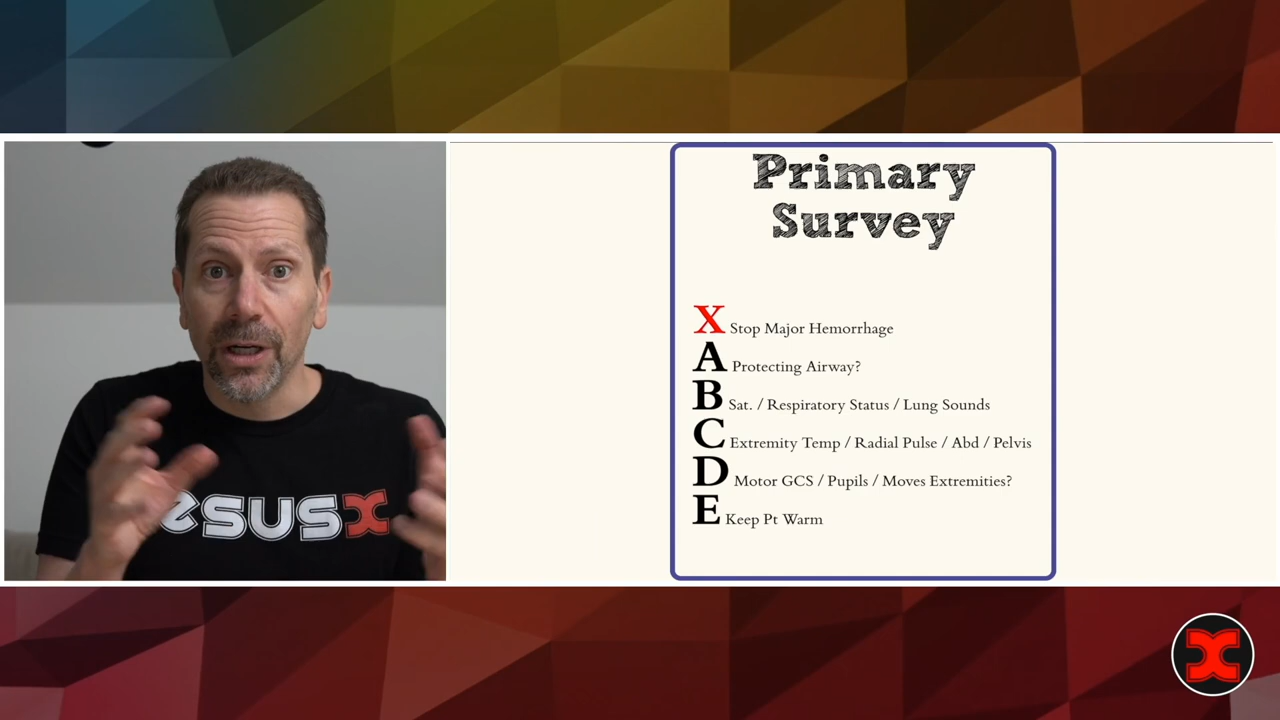 Primary
Survey
X Stop Major Hemorrhage
A Protecting Airway?
B Sat. / Respiratory Status / Lung Sounds
C Extremity Temp / Radial Pulse / Abd / Pelvis
D Motor GCS / Pupils / Moves Extremities?
E Keep Pt Warm
esusx